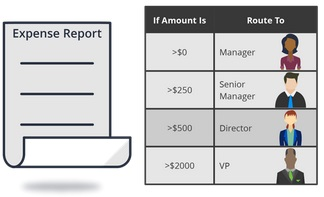 Expense Report
If Amount Is Route To
>$0 Manager
>$250 Senior
Manager
>$500 Director
>$2000 VP